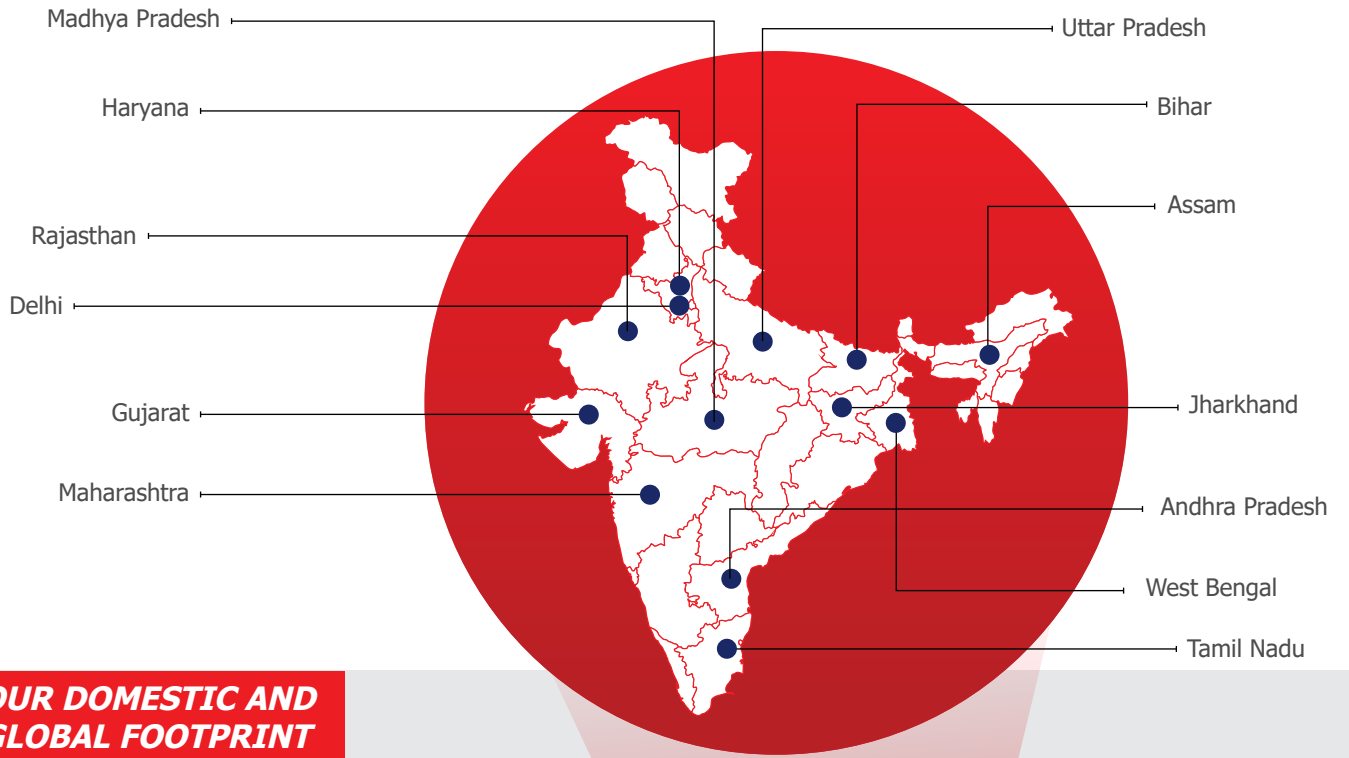 Madhya Pradesh
Uttar Pradesh
Haryana
Bihar
Assam
Rajasthan
Delhi
Gujarat
Jharkhand
Maharashtra
Andhra Pradesh
West Bengal
Tamil Nadu
OUR DOMESTIC AND
GLOBAL FOOTPRINT